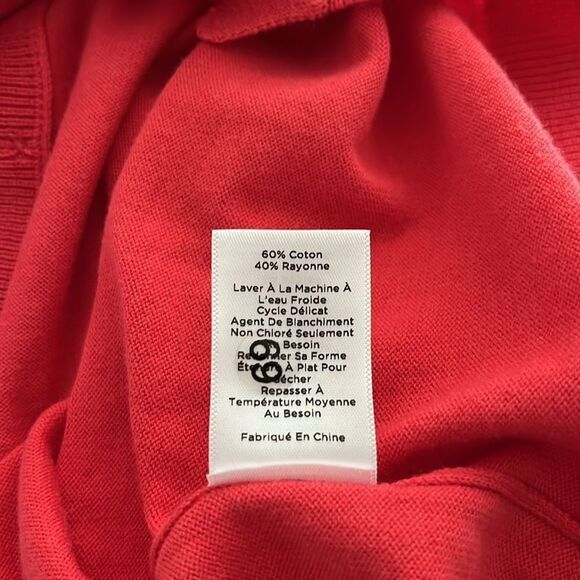 60% Coton
40% Rayonne
Laver À La Machine À
L'eau Froide
Cycle Délicat
Agent De Blanchiment
Non Chloré Seulement
Besoin
Sa Forme
À Plat Pour
Repasser À
Température Moyenne
Au Besoin
Fabriqué En Chine
69